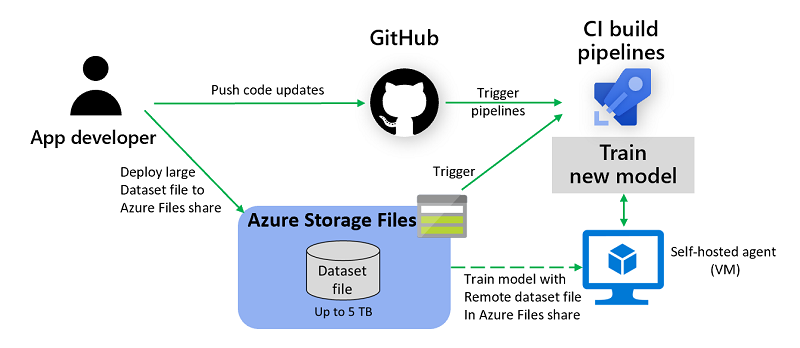 GitHub
CI build
pipelines
App developer
Push code updates
Trigger
pipelines
Train
new model
Deploy large
Dataset file to
Azure Files share
Trigger
Azure Storage Files
Dataset
file
Up to 5 TB
Train model with
Remote dataset file
In Azure Files share
Self-hosted agent
(VM)